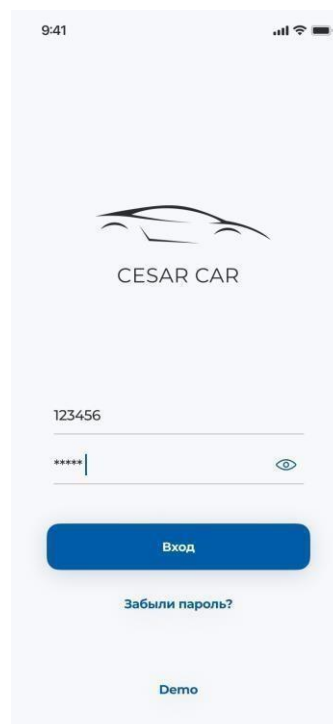 9:41
CESAR CAR
123456
*****
Вход
Забыли пароль?
Demo